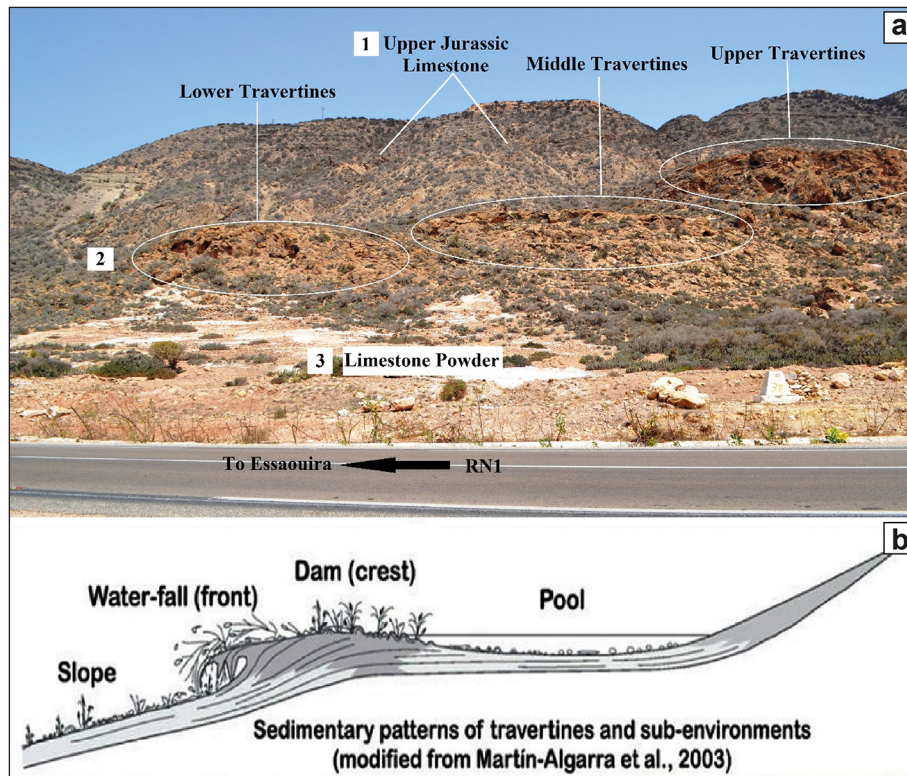 a
1 Upper Jurassic
Limestone
Upper Travertines
Middle Travertines
Lower Travertines
2
3 Limestone Powder
To Essaouira
RN1
b
Dam (crest)
Water-fall (front)
Pool
Slope
Sedimentary patterns of travertines and sub-environments
(modified from Martín-Algarra et al., 2003)